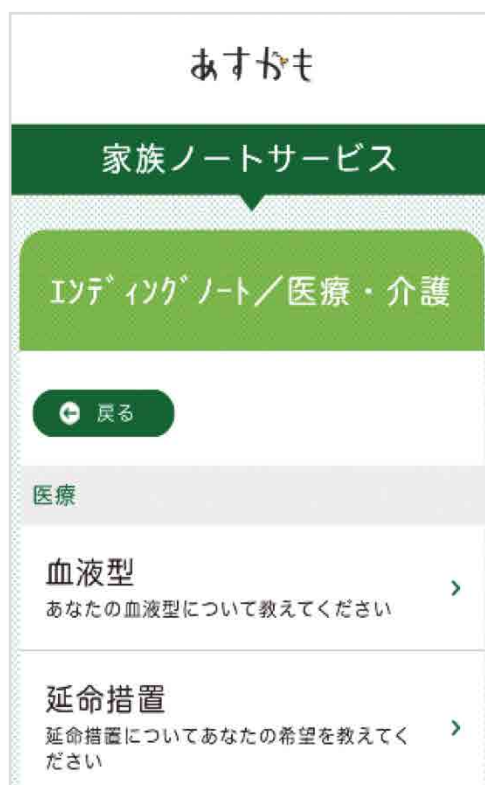 あすかも
家族ノートサービス
ｴﾝﾃﾞｨﾝｸﾞﾉｰﾄ／医療・介護
戻る
医療
血液型
あなたの血液型について教えてください
延命措置
延命措置についてあなたの希望を教えてく
ださい